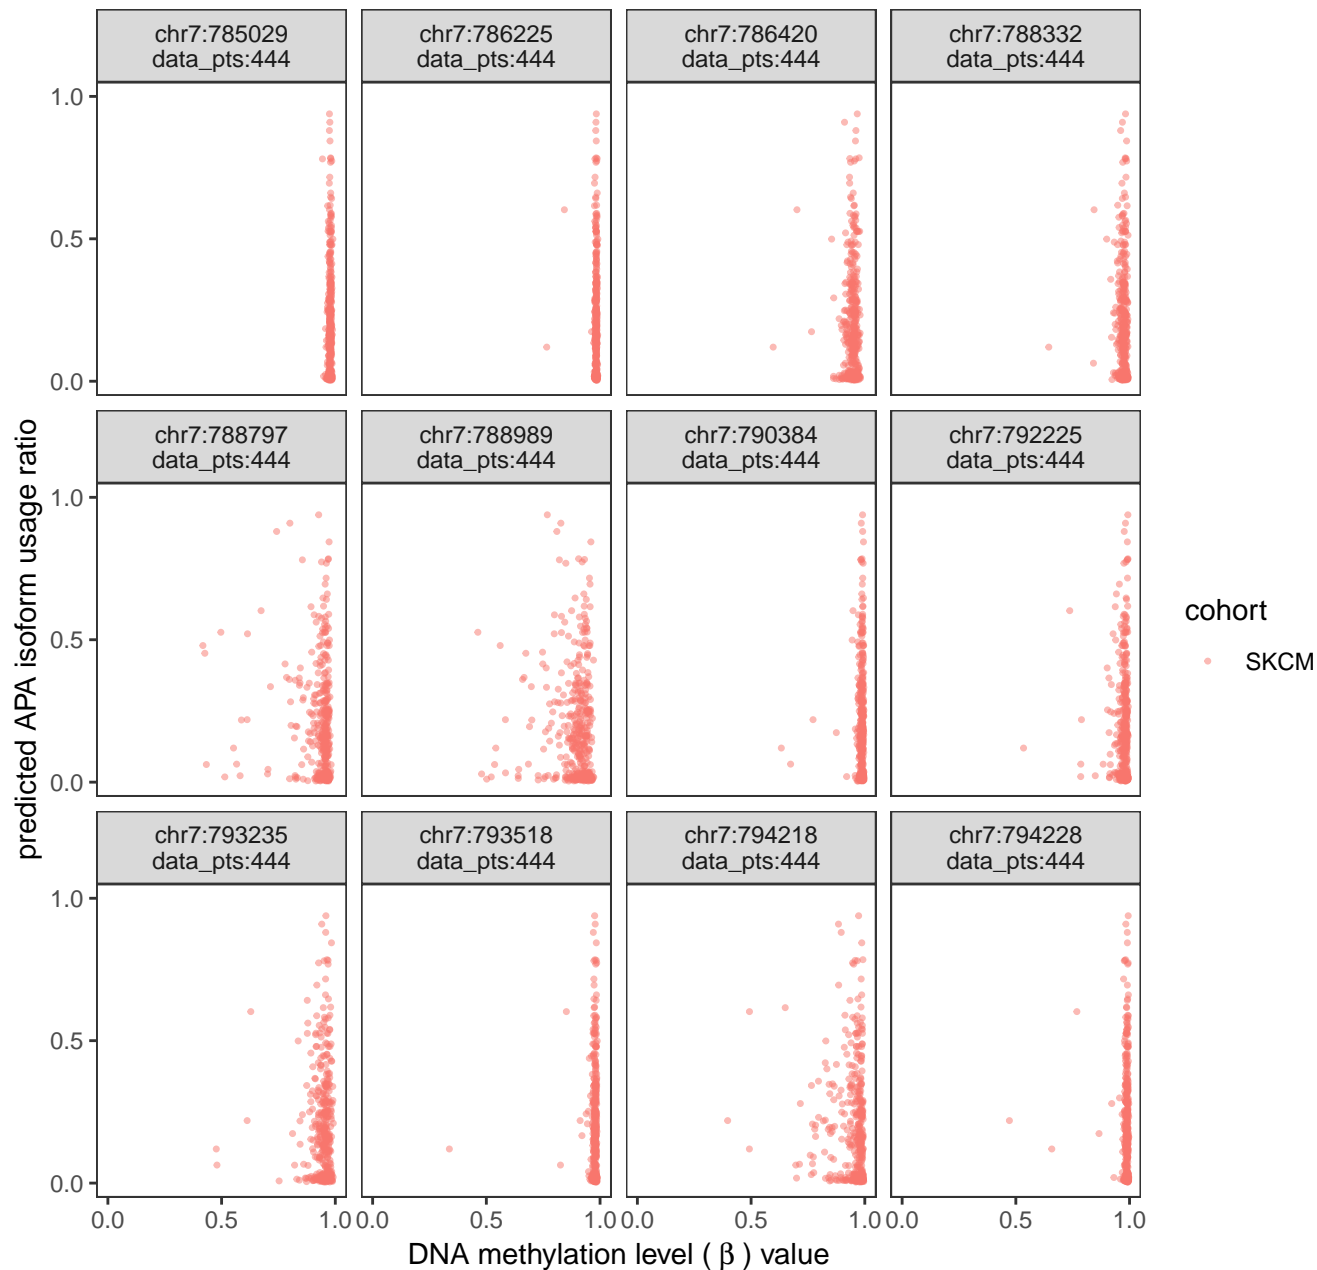 chr7:785029
data_pts:444
chr7:786225
data_pts:444
chr7:786420
data_pts:444
chr7:788332
data_pts:444
1.0
0.5
0.0
chr7:788797
data_pts:444
chr7:788989
data_pts:444
chr7:790384
data_pts:444
chr7:792225
data_pts:444
1.0
0.5
0.0
predicted APA isoform usage ratio
cohort
SKCM
chr7:793235
data_pts:444
chr7:793518
data_pts:444
chr7:794218
data_pts:444
chr7:794228
data_pts:444
1.0
0.5
0.0
0.0 0.5 1.0 0.0 0.5 1.0 0.0 0.5 1.0 0.0 0.5 1.0
DNA methylation level ( β ) value